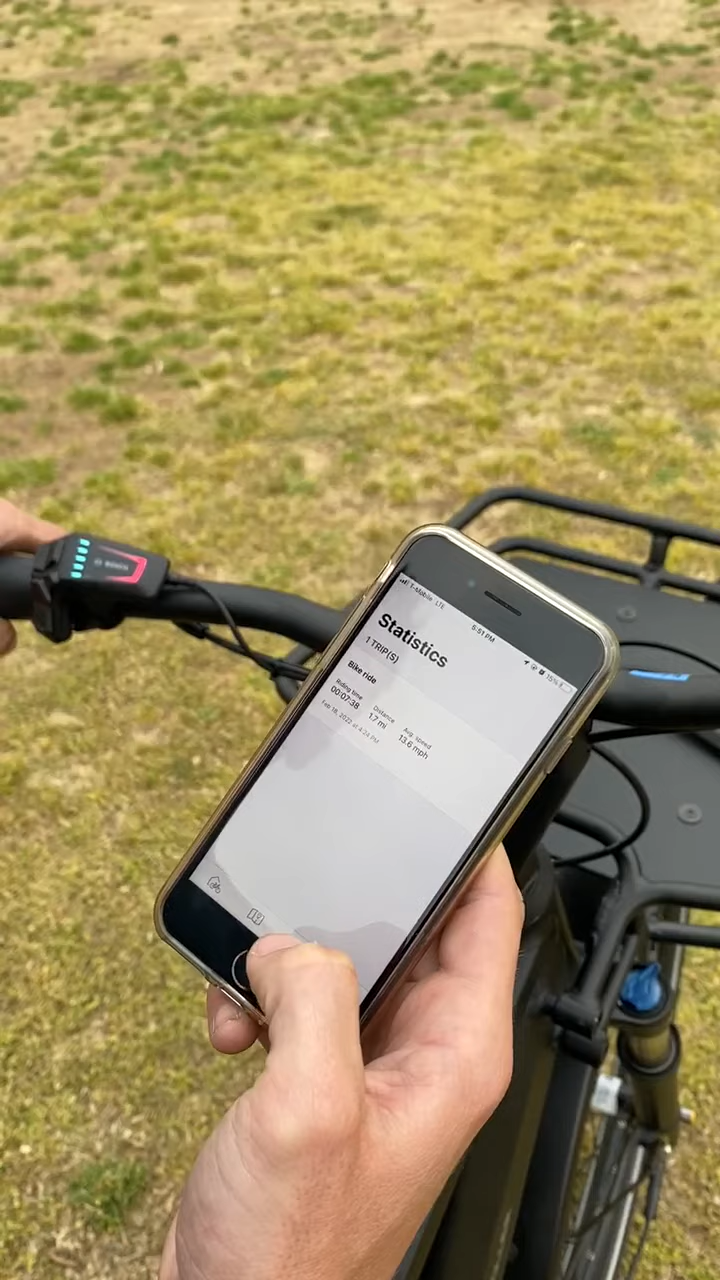 BOSCH
T-Mobile LTE
5:51 PM
15%
Statistics
1 TRIP(S)
Bike ride
Riding time
00:07:38
Distance
1.7 mi
Avg. speed
13.6 mph
Feb 18, 2022 at 4:24 PM